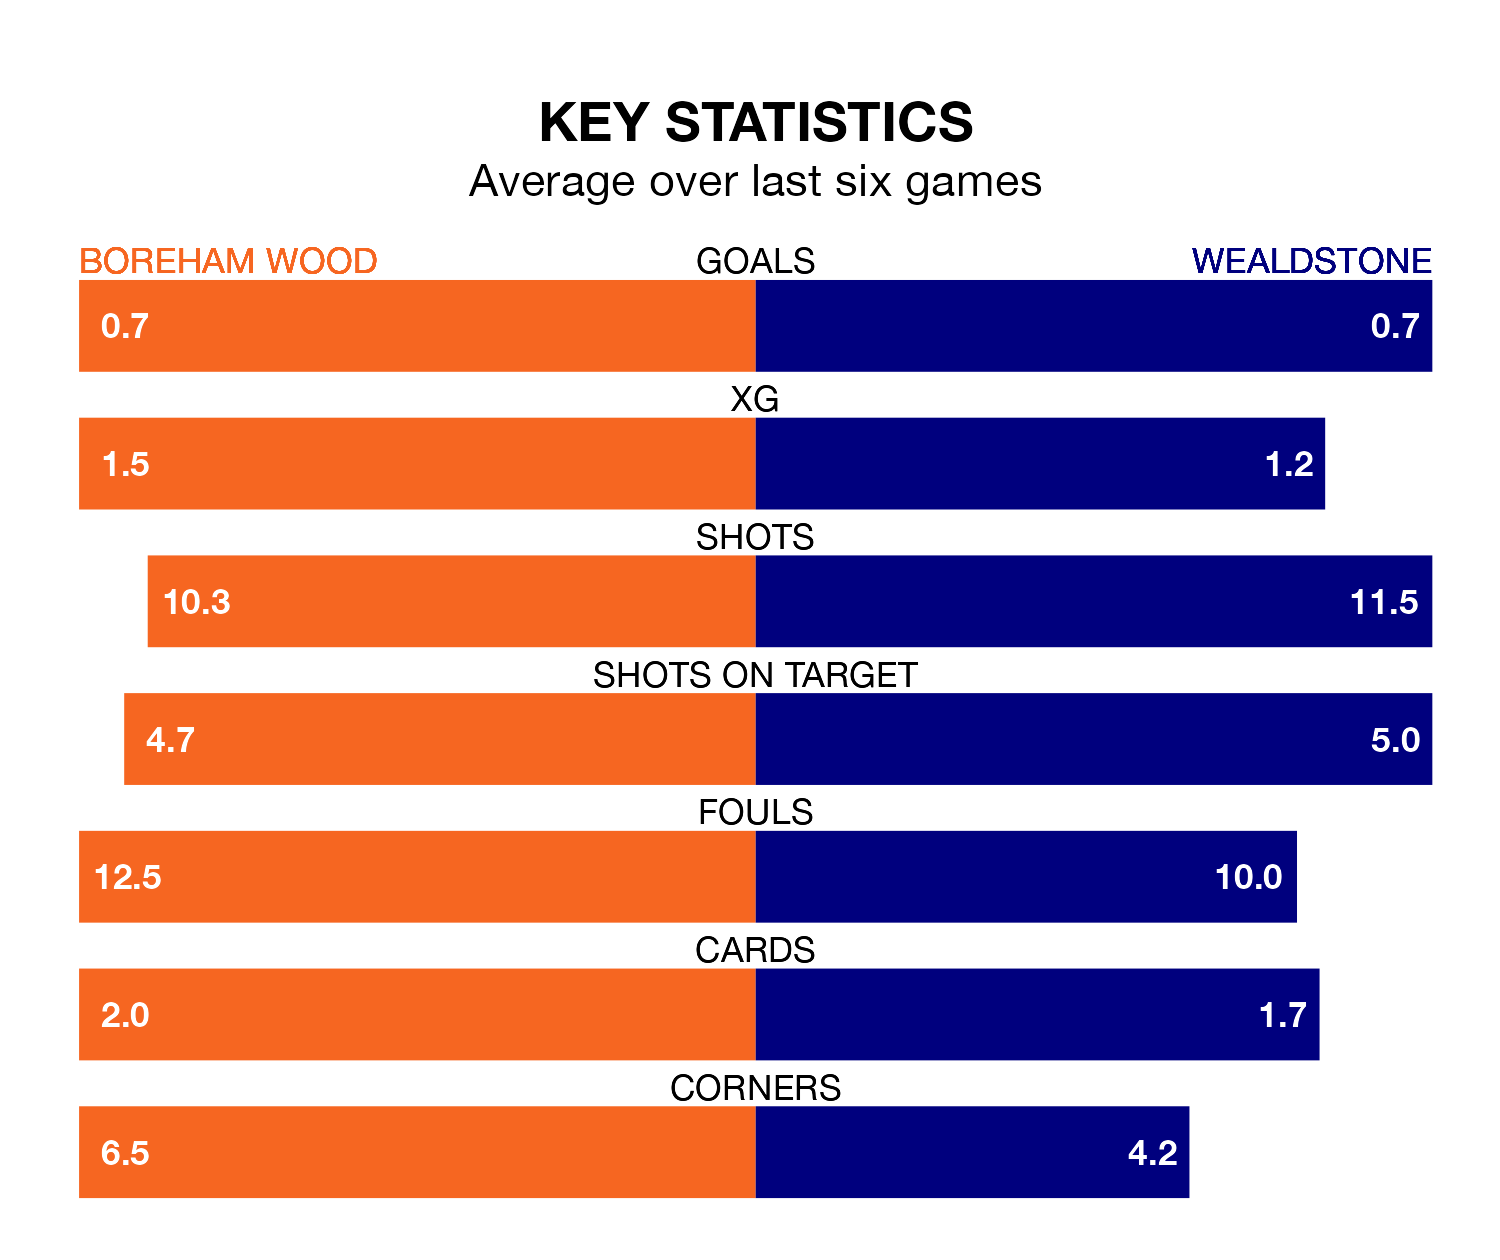 KEY STATISTICS
Average over last six games
BOREHAM WOOD GOALS WEALDSTONE
0.7 0.7
XG
1.5 1.2
SHOTS
10.3 11.5
SHOTS ON TARGET
4.7 5.0
FOULS
12.5 10.0
CARDS
2.0 1.7
CORNERS
6.5 4.2